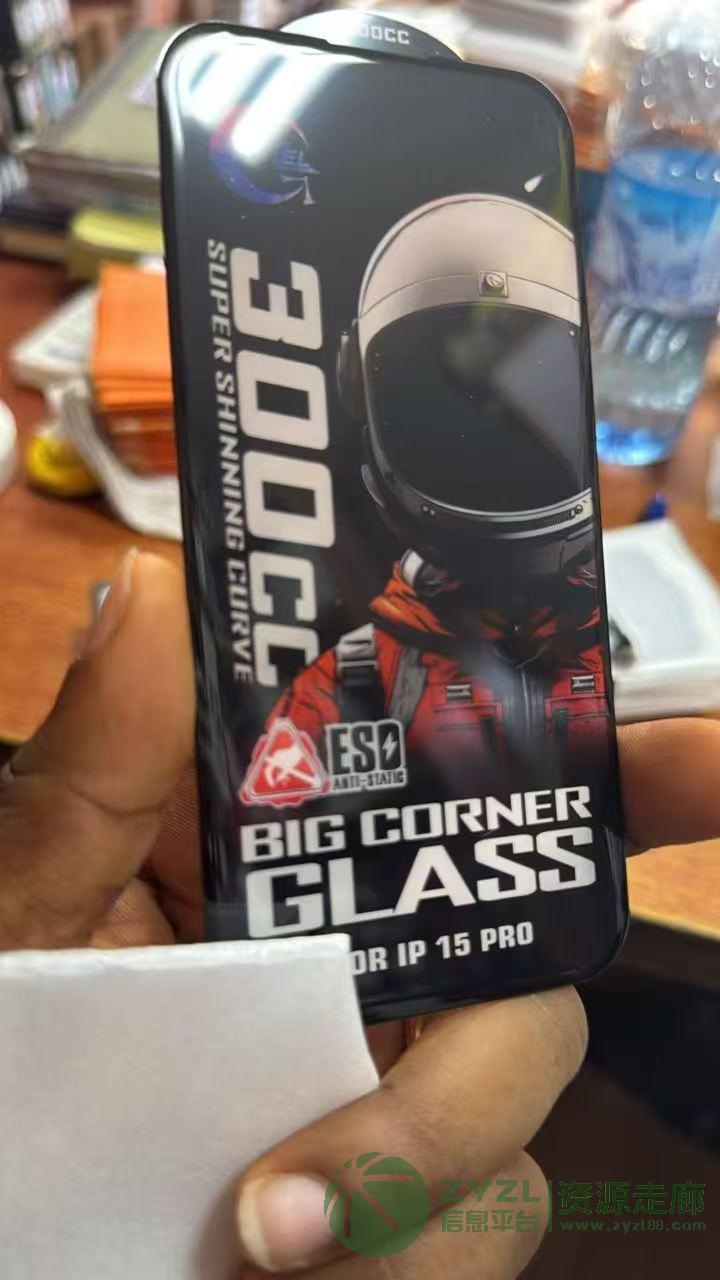 00CC
300CC
SUPER SHINNING CURVE
ESD
ANTI-STATIC
BIG CORNER
GLASS
OR IP 15 PRO
ZYZL
信息平台
资源走廊
www.zyzl88.com